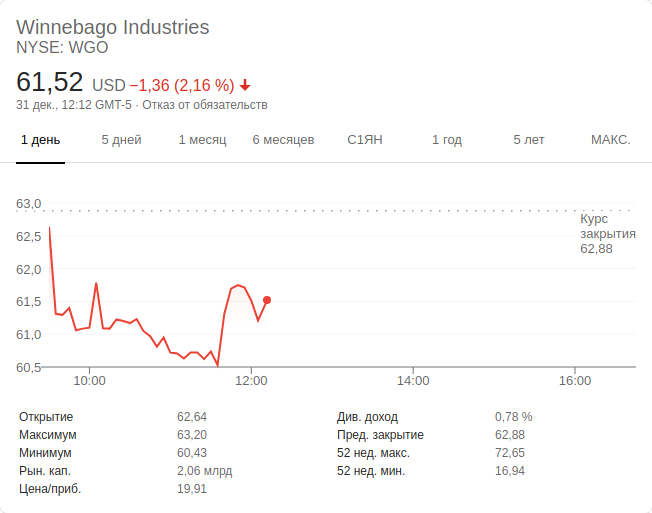 Winnebago Industries
NYSE: WGO
61,52 USD −1,36 (2,16 %)
31 дек., 12:12 GMT-5 · Отказ от обязательств
1 день 5 дней 1 месяц 6 месяцев С1ЯН 1 год 5 лет МАКС.
63,0
Курс
закрытия
62,88
62,5
62,0
61,5
61,0
60,5
10:00 12:00 14:00 16:00
Открытие 62,64 Див. доход 0,78 %
Максимум 63,20 Пред. закрытие 62,88
Минимум 60,43 52 нед. макс. 72,65
Рын. кап. 2,06 млрд 52 нед. мин. 16,94
Цена/приб. 19,91